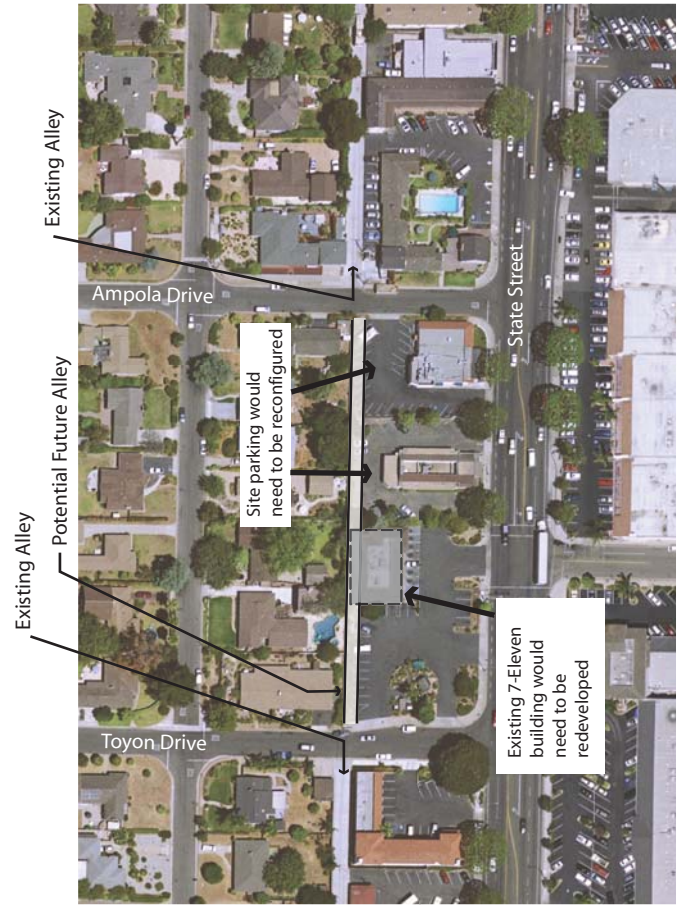 Existing Alley
Potential Future Alley
Existing Alley
Toyon Drive
Ampola Drive
Site parking would
need to be reconfigured
State Street
Existing 7-Eleven
building would
need to be
redeveloped